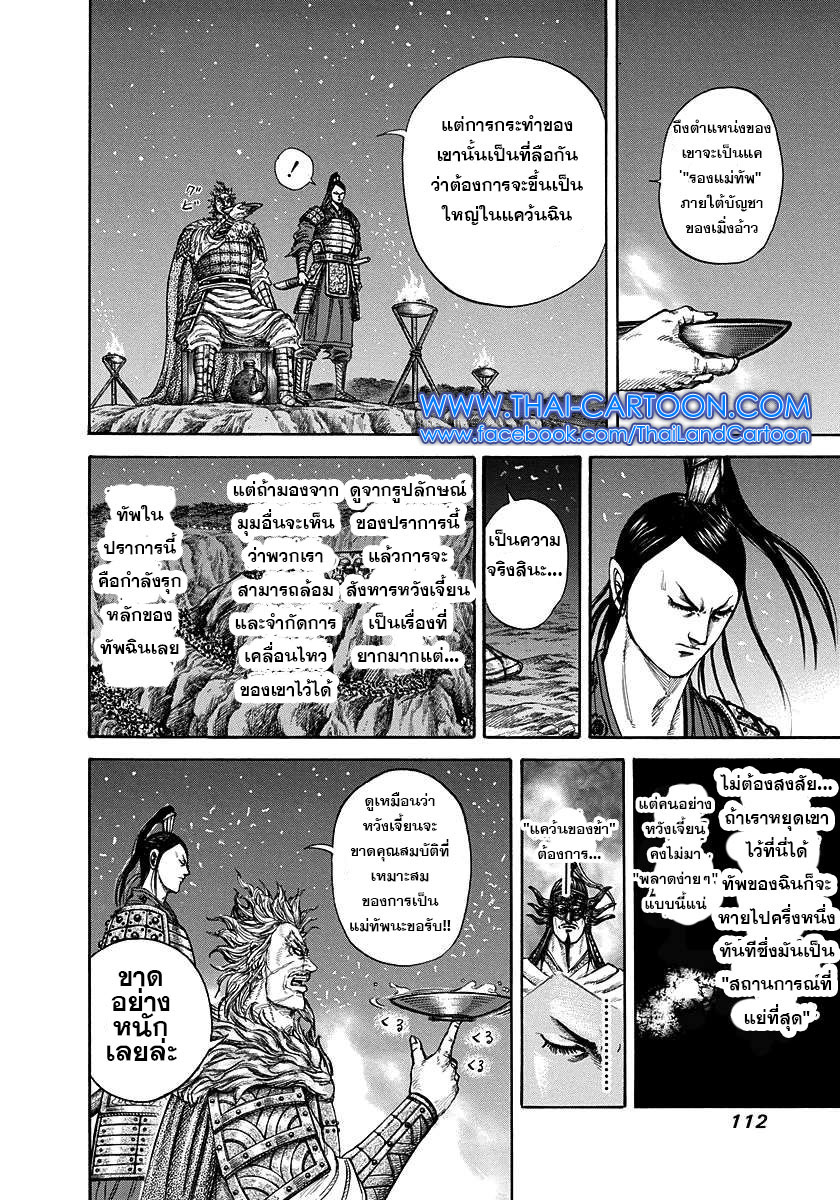 ถึงตำแหน่งของ
เขาจะเป็นแค่
"รองแม่ทัพ"
ภายใต้บัญชา
ของเมิ่งอ้าว
แต่การกระทำของ
เขานั้นเป็นที่ลือกัน
ว่าต้องการจะขึ้นเป็น
ใหญ่ในแคว้นฉิน
!
グビ
WWW.THAI-CARTOON.COM
www.facebook.com/ThaiLandCartoon
เป็นความ
จริงสินะ...
ดูจากรูปลักษณ์
ของปราการนี้
แล้วการจะ
สังหารหวังเจี้ยน
เป็นเรื่องที่
ยากมากแต่...
แต่ถ้ามองจาก
มุมอื่นจะเห็น
ว่าพวกเรา
สามารถล้อม
และจำกัดการ
เคลื่อนไหว
ของเขาไว้ได้
ทัพใน
ปราการนี้
คือกำลังรุก
หลักของ
ทัพฉินเลย
ไม่ต้องสงสัย...
ถ้าเราหยุดเขา
ไว้ที่นี่ได้
ทัพของฉินก็จะ
หายไปครึ่งหนึ่ง
ทันทีซึ่งมันเป็น
"สถานการณ์ที่
แย่ที่สุด"
แต่คนอย่าง
หวังเจี้ยน
คงไม่มา
"พลาดง่ายๆ"
แบบนี้แน่
"แคว้นของข้า"
ต้องการ...
ดูเหมือนว่า
หวังเจี้ยนจะ
ขาดคุณสมบัติที่
เหมาะสม
ของการเป็น
แม่ทัพนะขอรับ!!
ขาด
อย่าง
หนัก
เลยล่ะ
くる
くる
くる
112